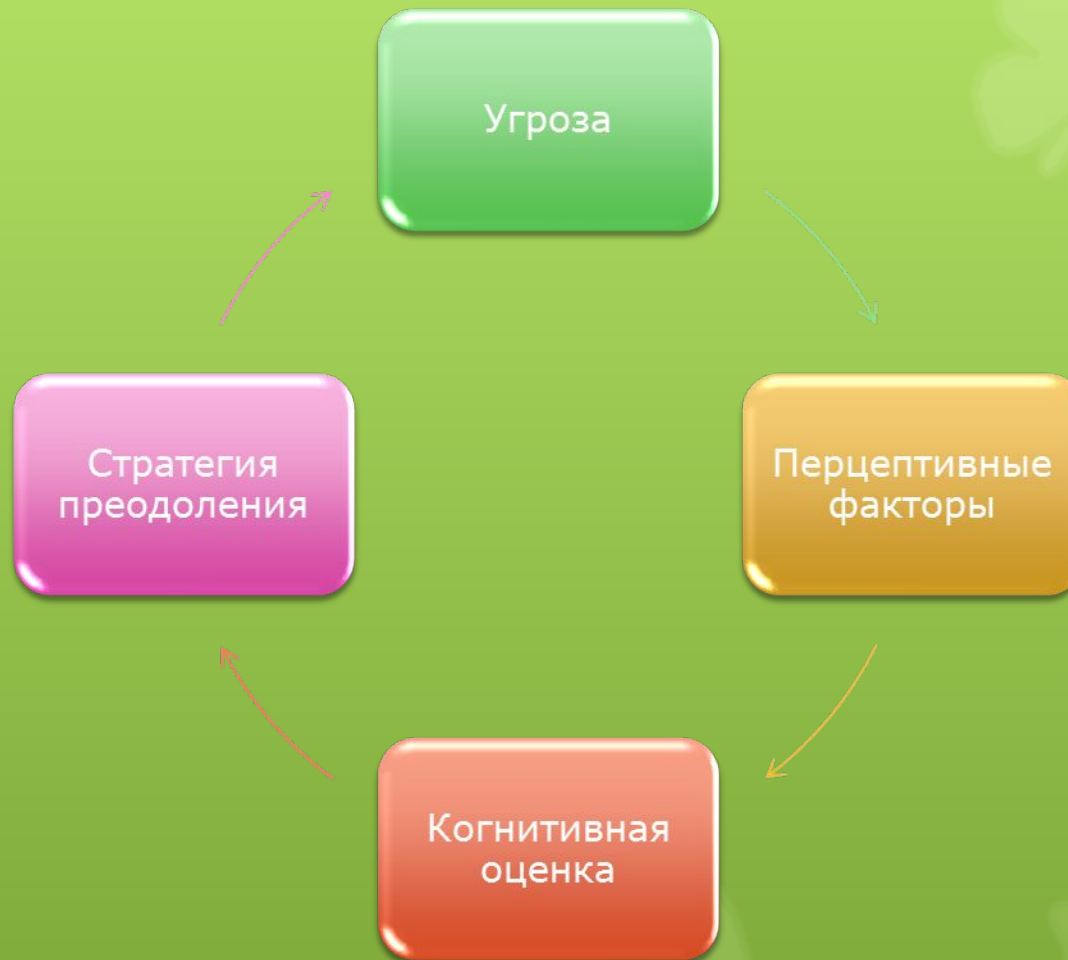 Угроза
Перцептивные
факторы
Когнитивная
оценка
Стратегия
преодоления